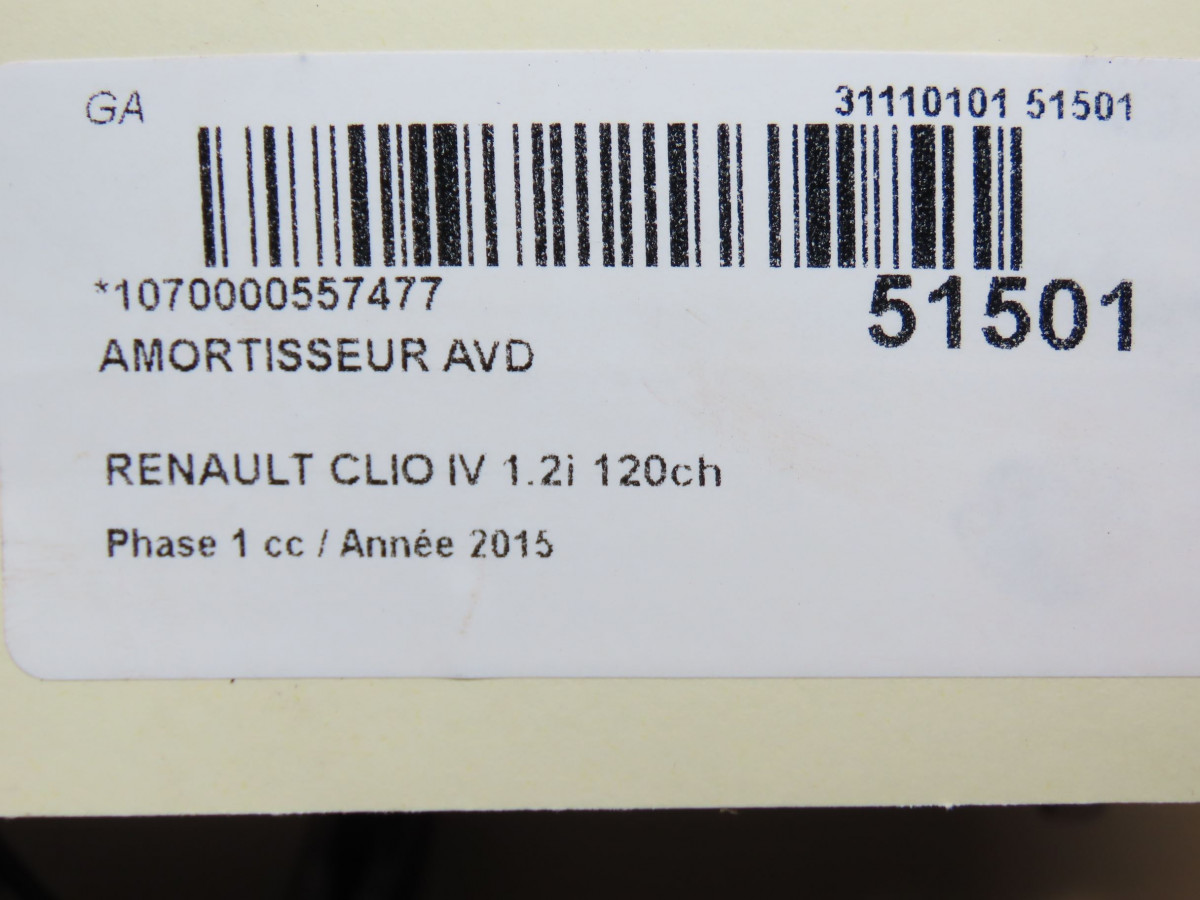 GA 31110101 51501
*1070000557477 51501
AMORTISSEUR AVD
RENAULT CLIO IV 1.2i 120ch
Phase 1 cc / Année 2015